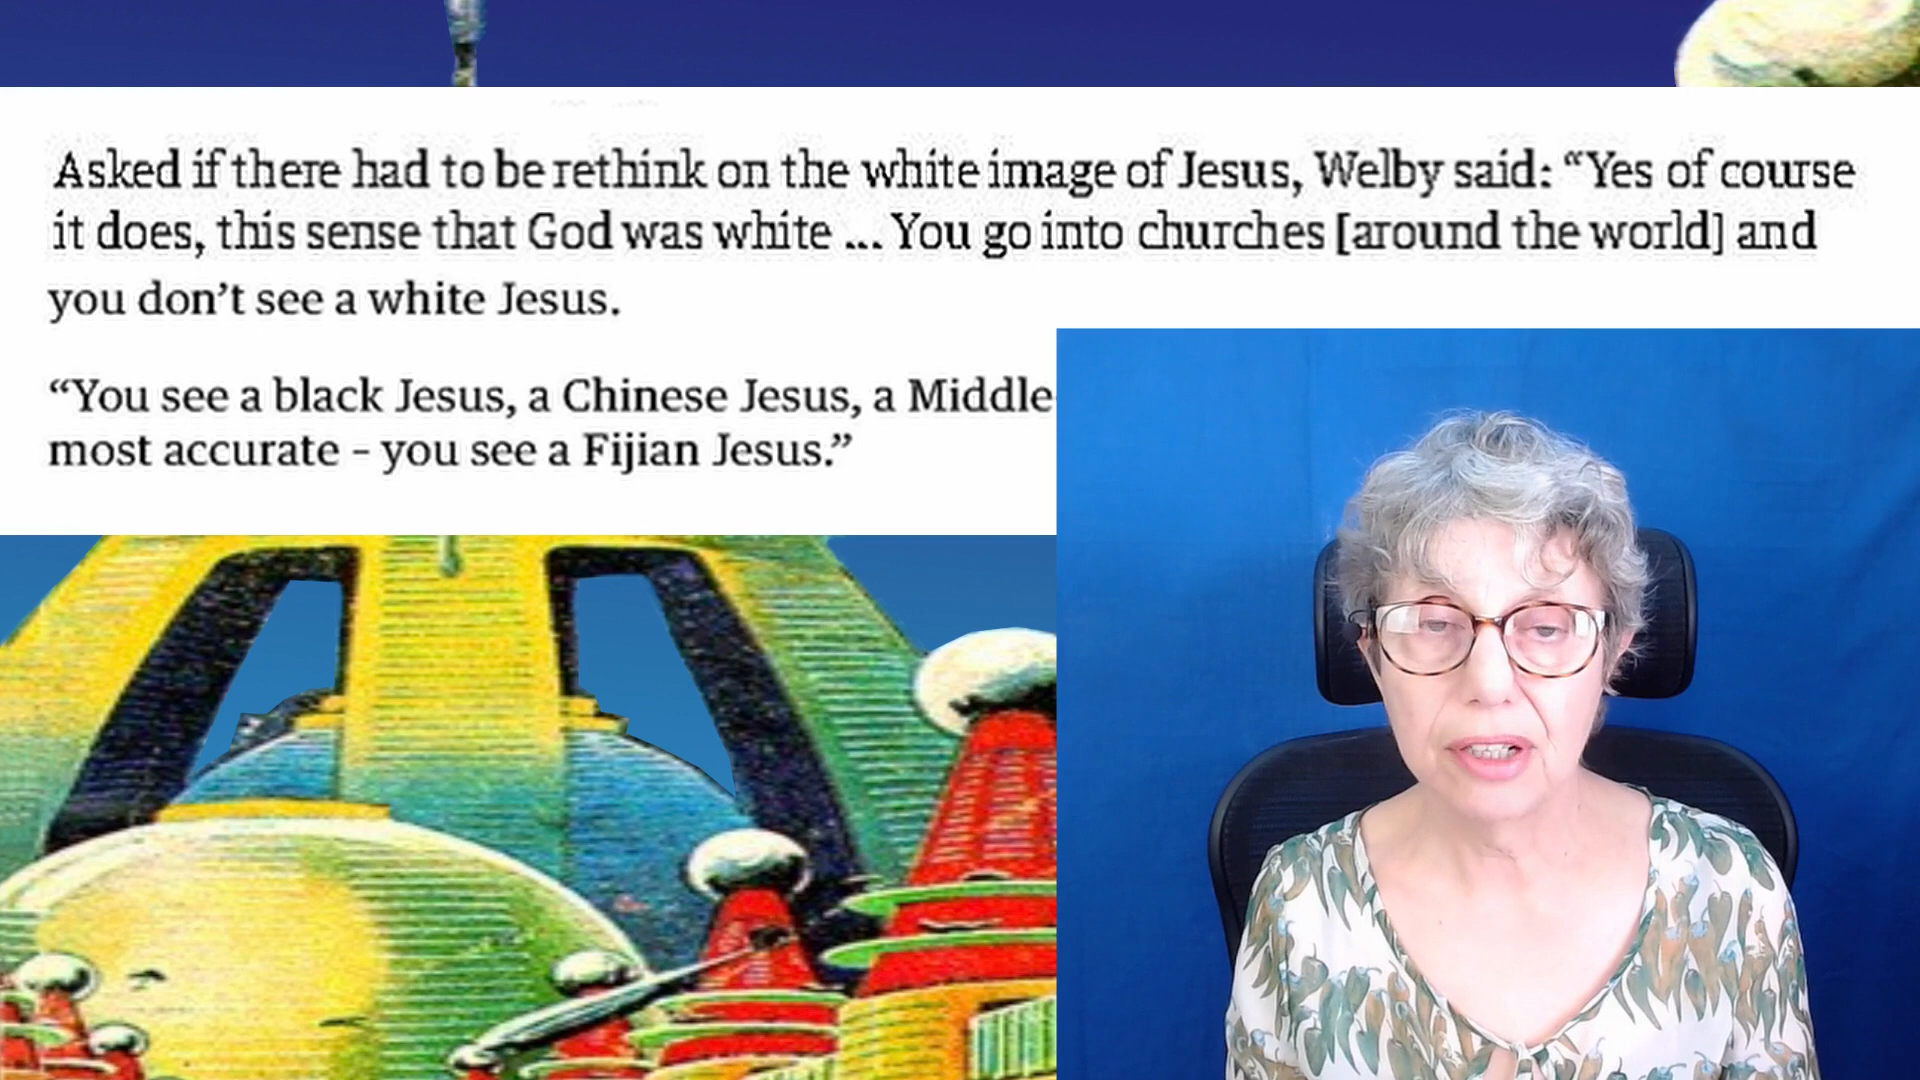 Asked if there had to be rethink on the white image of Jesus, Welby said: “Yes of course
it does, this sense that God was white ... You go into churches [around the world] and
you don’t see a white Jesus.
“You see a black Jesus, a Chinese Jesus, a Middle
most accurate – you see a Fijian Jesus.”